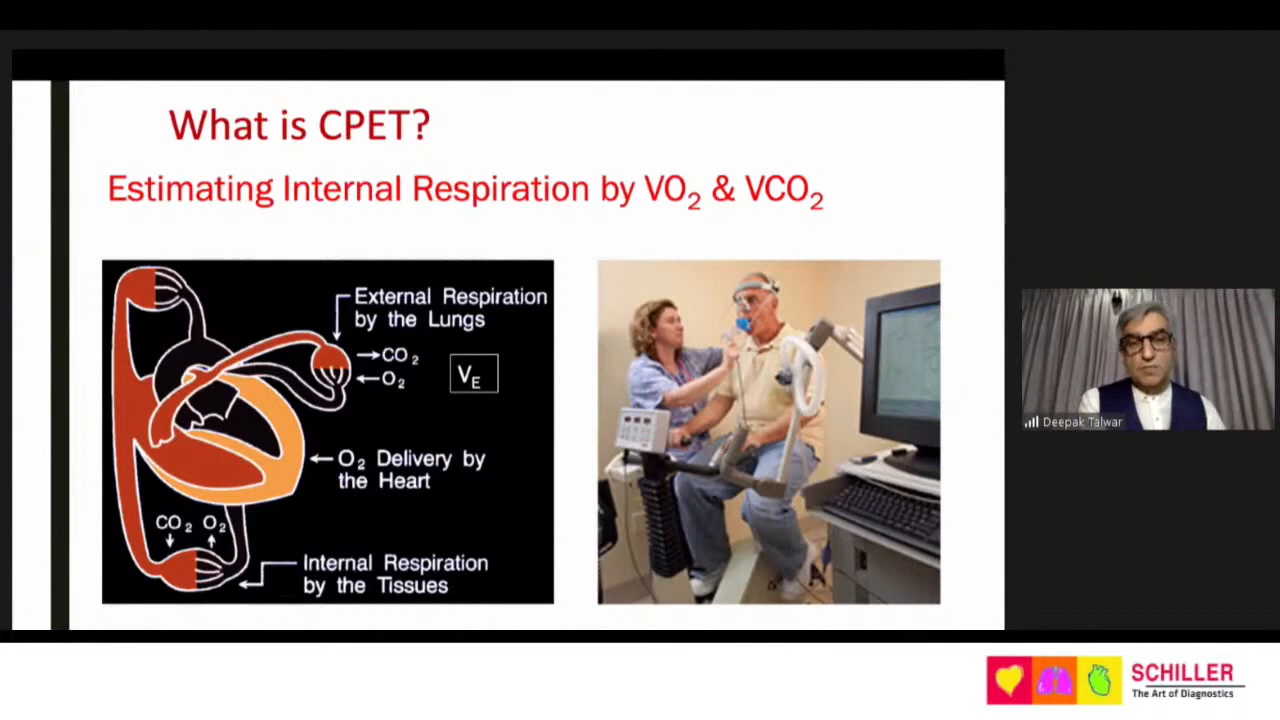 What is CPET?
Estimating Internal Respiration by VO₂ & VCO₂
External Respiration
by the Lungs
→CO₂
←O₂
VE
←O₂ Delivery by
the Heart
CO₂ O₂
↓ ↑
Internal Respiration
by the Tissues
Deepak Talwar
SCHILLER
The Art of Diagnostics